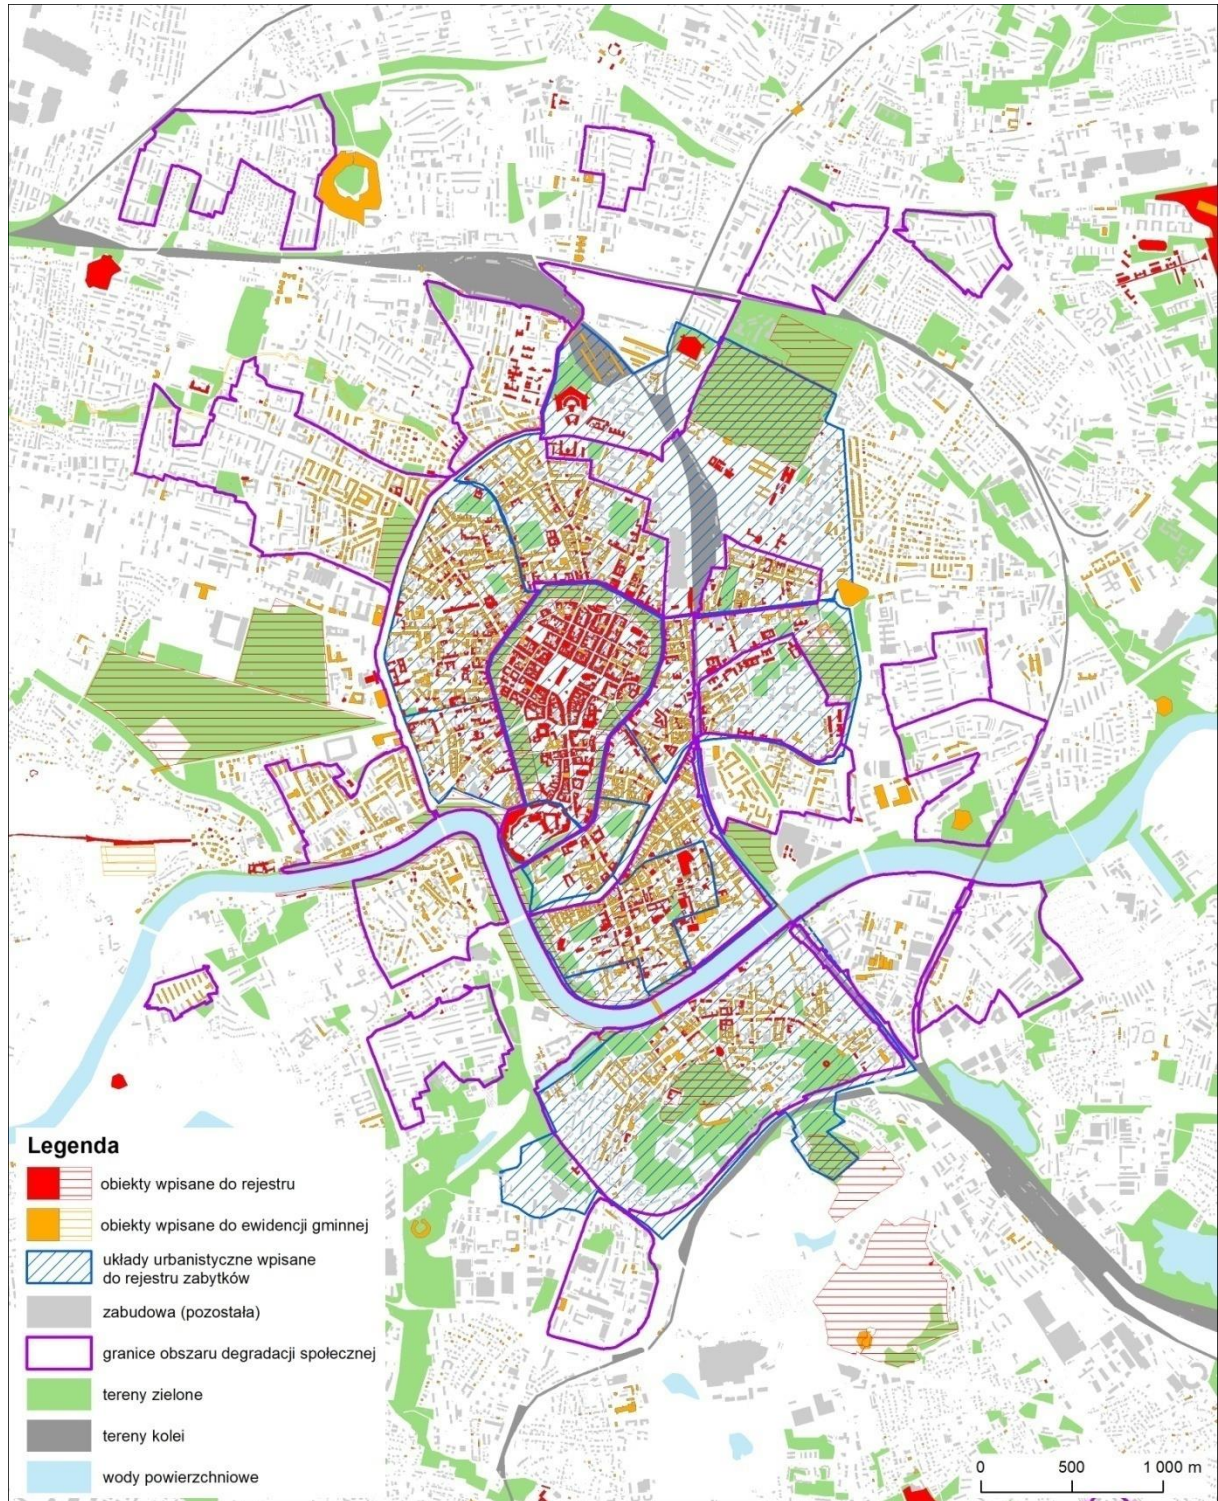 Legenda
obiekty wpisane do rejestru
obiekty wpisane do ewidencji gminnej
układy urbanistyczne wpisane
do rejestru zabytków
zabudowa (pozostała)
granice obszaru degradacji społecznej
tereny zielone
tereny kolei
wody powierzchniowe
0 500 1 000 m